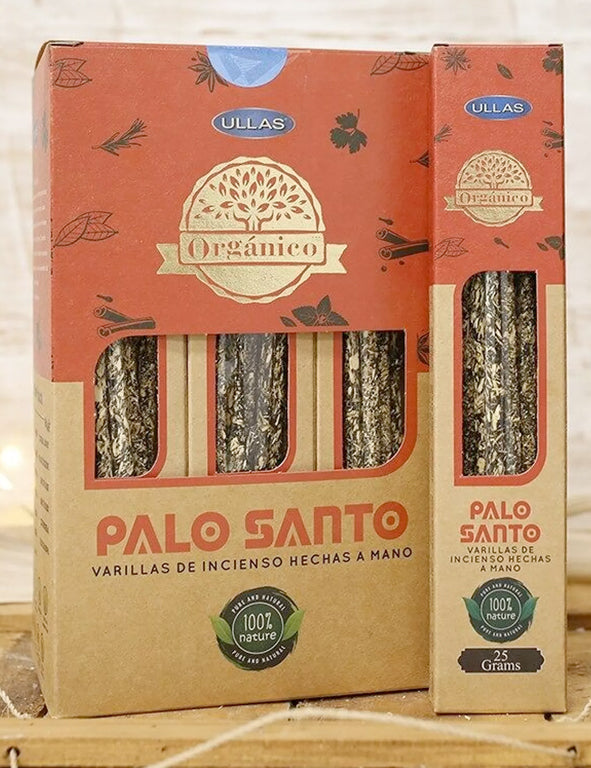 ULLAS®
Orgánico
PALO SANTO
VARILLAS DE INCIENSO HECHAS A MANO
PURE AND NATURAL
100%
nature
PURE AND NATURAL
ULLAS
Orgánico
PALO
SANTO
VARILLAS DE
INCIENSO HECHAS
A MANO
PURE AND NATURAL
100%
nature
PURE AND NATURAL
25
Grams